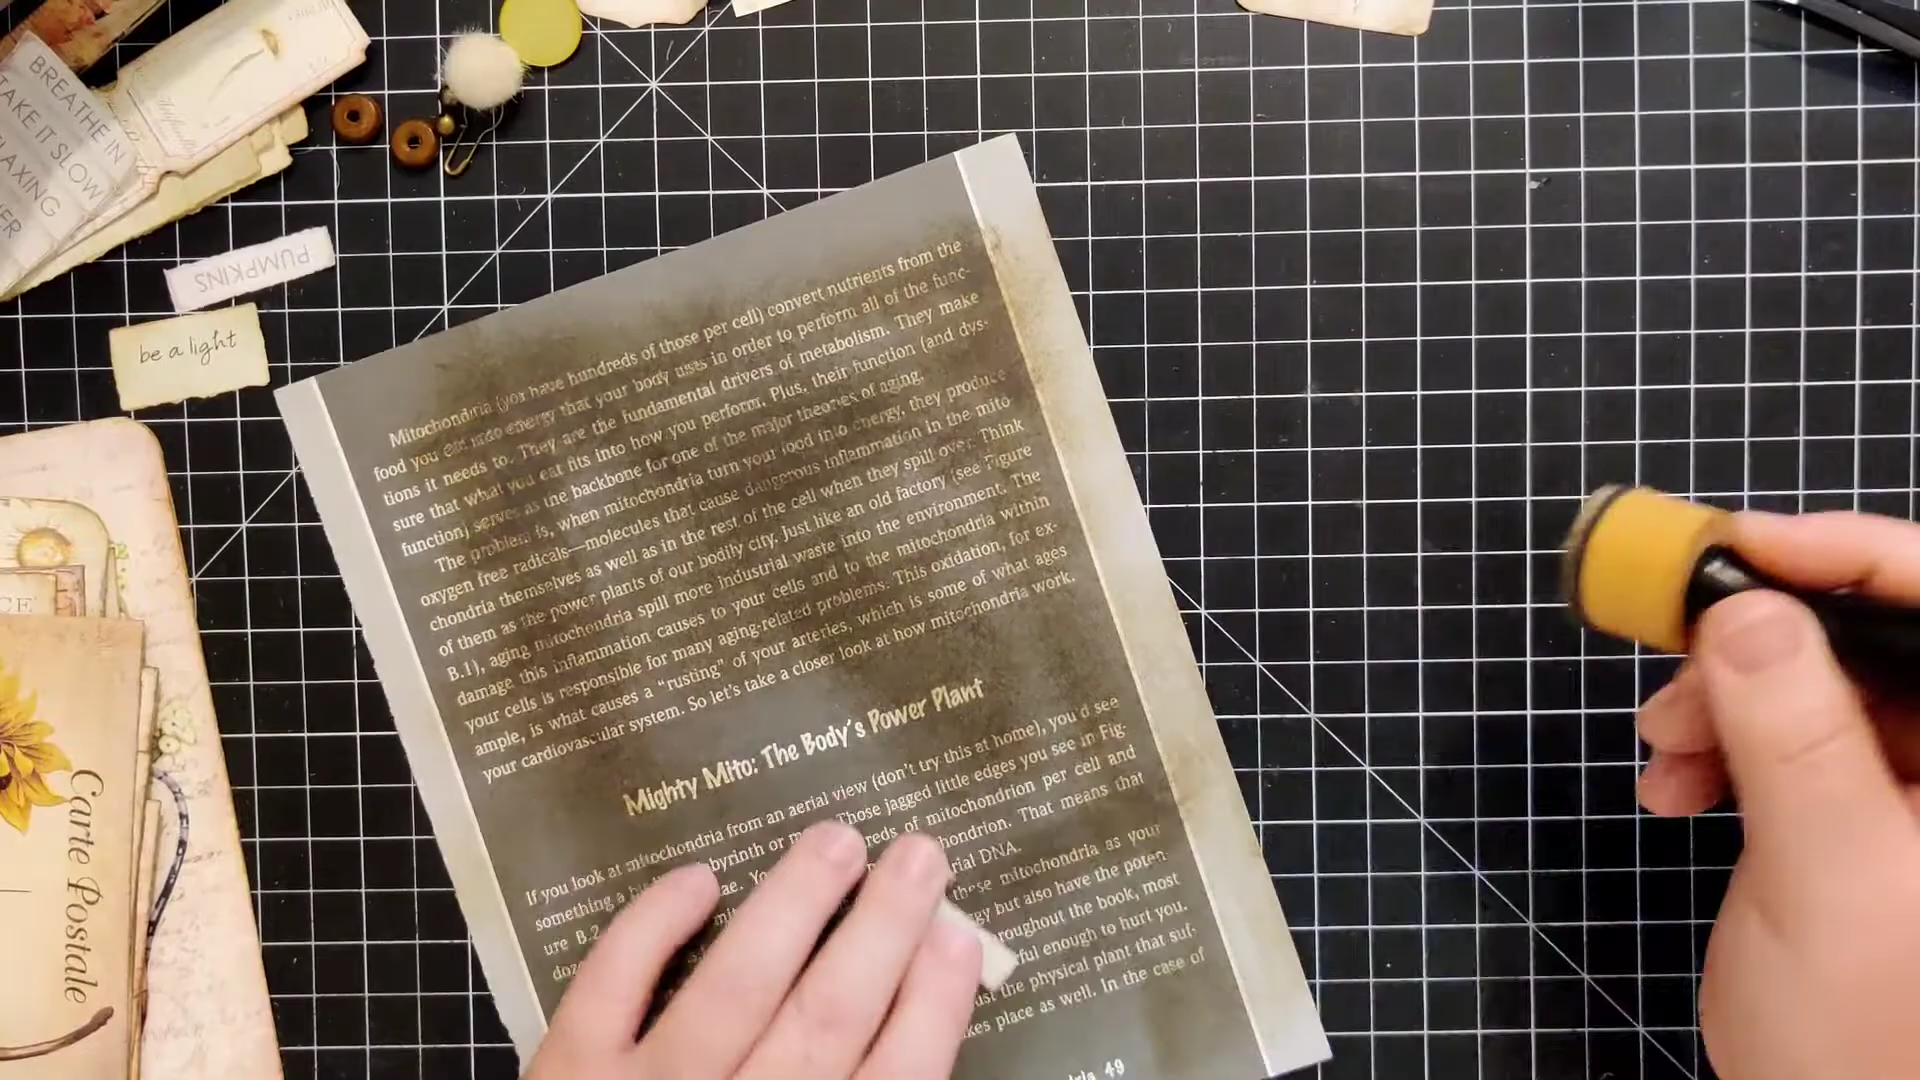 BREATHE IN
TAKE IT SLOW
PUMPKINS
be a light
Carte Postale
Mitochondria (you have hundreds of those per cell) convert nutrients from the
food you eat into energy that your body uses in order to perform all of the func-
tions it needs to. They are the fundamental drivers of metabolism. They make
sure that what you eat fits into how you perform. Plus, their function (and dys-
function) serves as the backbone for one of the major theories of aging.
The problem is, when mitochondria turn your food into energy, they produce
oxygen free radicals—molecules that cause dangerous inflammation in the mito
chondria themselves as well as in the rest of the cell when they spill over. Think
of them as the power plants of our bodily city. Just like an old factory (see Figure
B.1), aging mitochondria spill more industrial waste into the environment. The
damage this inflammation causes to your cells and to the mitochondria within
your cells is responsible for many aging-related problems. This oxidation, for ex-
ample, is what causes a “rusting” of your arteries, which is some of what ages
your cardiovascular system. So let's take a closer look at how mitochondria work.
Mighty Mito: The Body's Power Plant
If you look at mitochondria from an aerial view (don't try this at home), you'd see
something a labyrinth or Those jagged little edges you see in Fig-
ure B.2 of mitochondrion per cell and
That means that
DNA.
these mitochondria as your
but also have the poten-
throughout the book, most
enough to hurt you.
the physical plant that suf-
place as well. In the case of
49